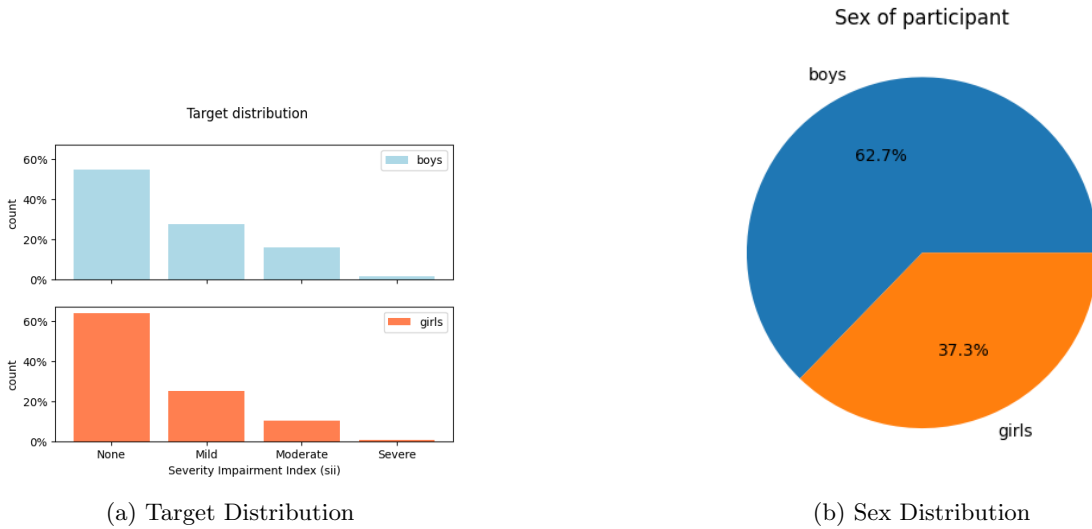 Target distribution
60%
40%
20%
0%
count
boys
60%
40%
20%
0%
count
girls
None Mild Moderate Severe
Severity Impairment Index (sii)
(a) Target Distribution
Sex of participant
boys
62.7%
37.3%
girls
(b) Sex Distribution